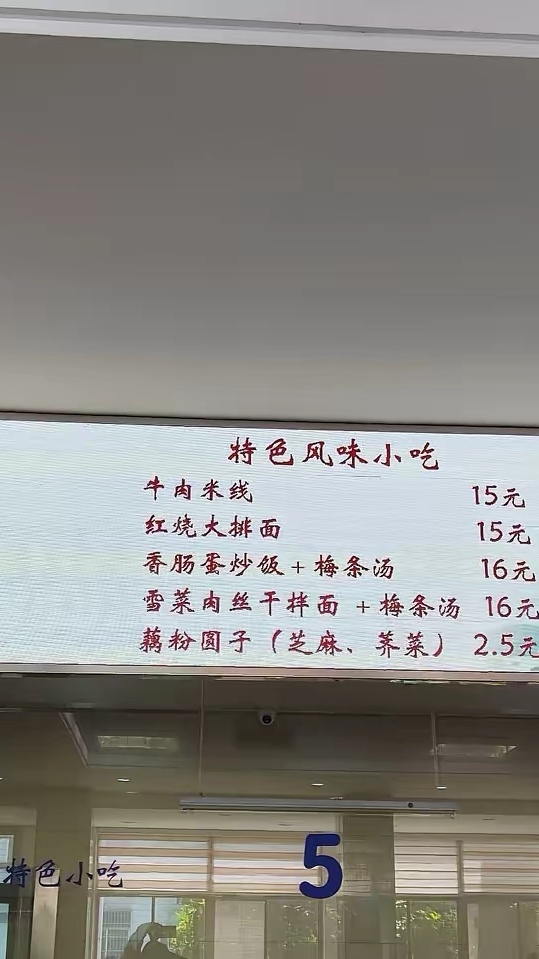 特色风味小吃
牛肉米线 15元
红烧大排面 15元
香肠蛋炒饭+梅条汤 16元
雪菜肉丝干拌面 +梅条汤 16元
藕粉圆子（芝麻、荠菜） 2.5元
特色小吃
5